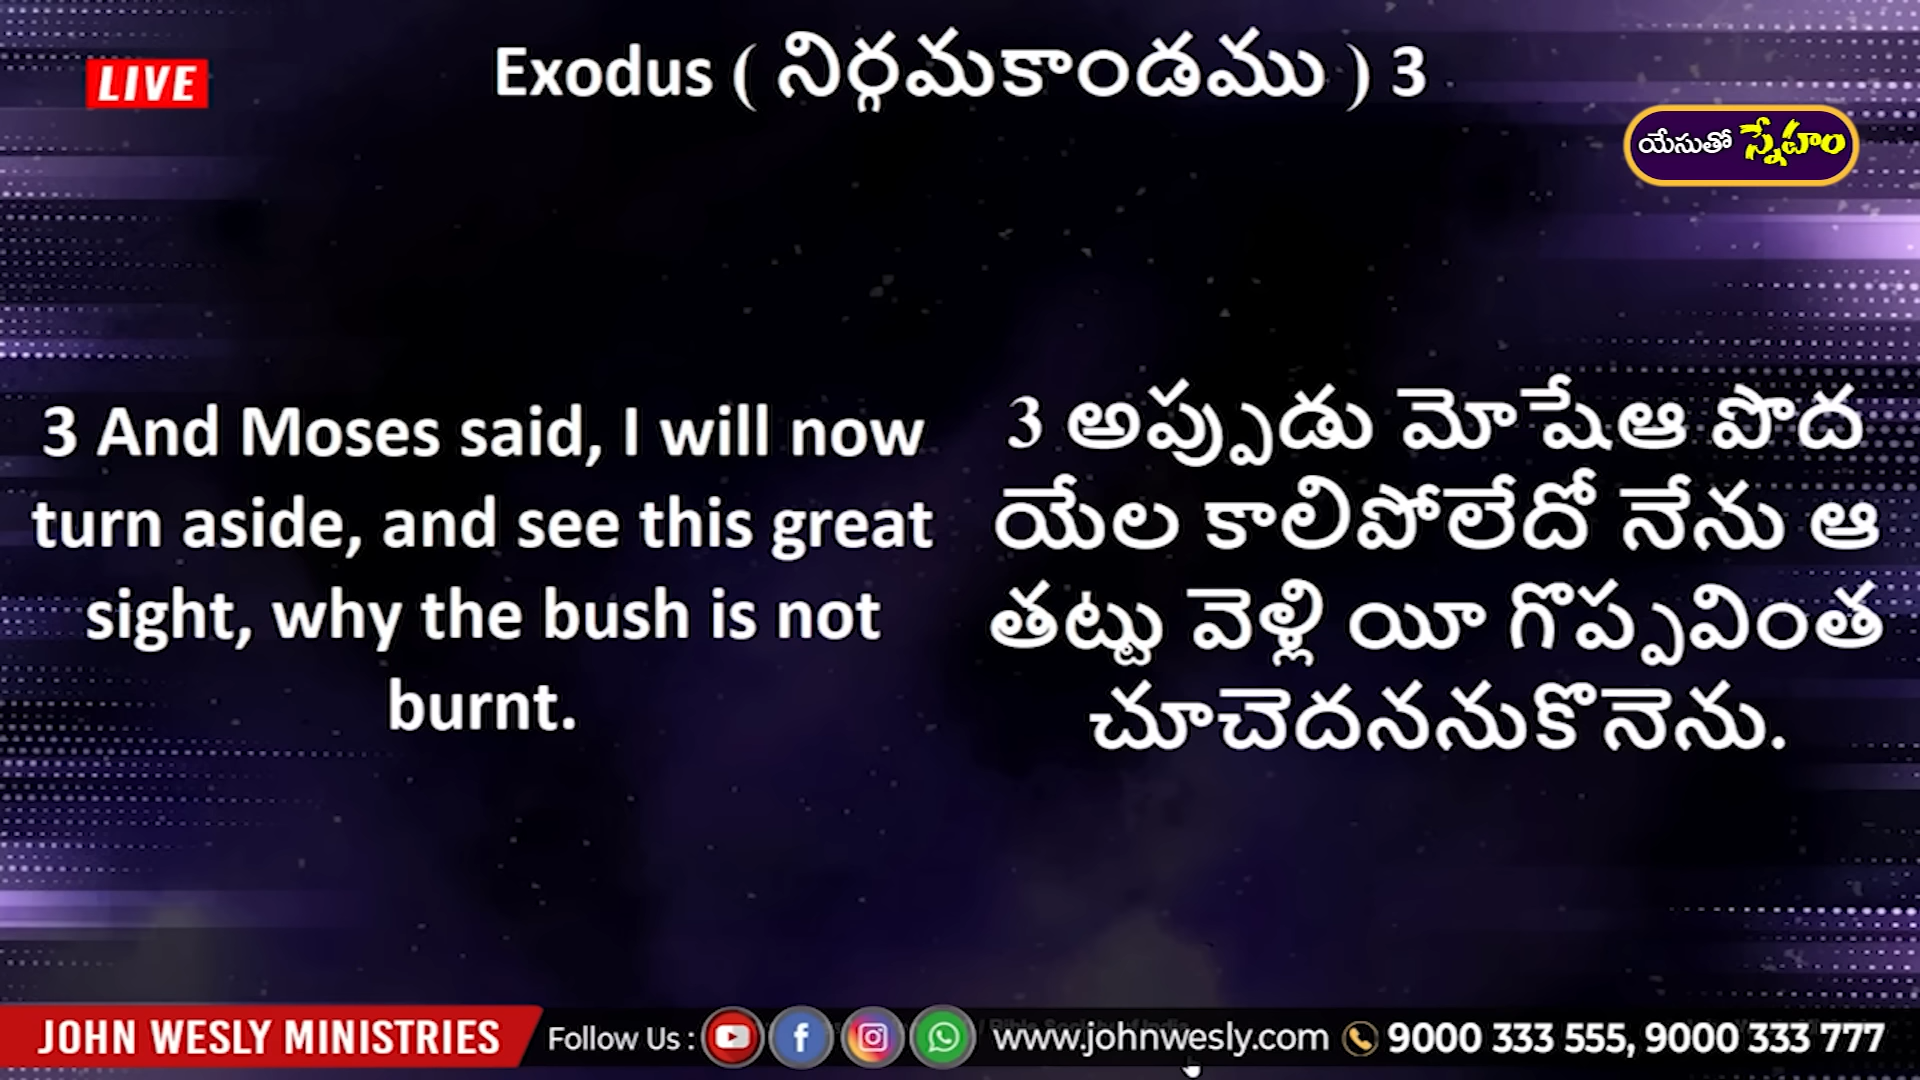 LIVE
Exodus ( నిర్గమకాండము ) 3
యేసుతో స్నేహం
3 And Moses said, I will now
turn aside, and see this great
sight, why the bush is not
burnt.
3 అప్పుడు మోషేఆ పొద
యేల కాలిపోలేదో నేను ఆ
తట్టు వెళ్లి యీ గొప్పవింత
చూచెదననుకొనెను.
JOHN WESLY MINISTRIES
Follow Us :
www.johnwesly.com
9000 333 555, 9000 333 777